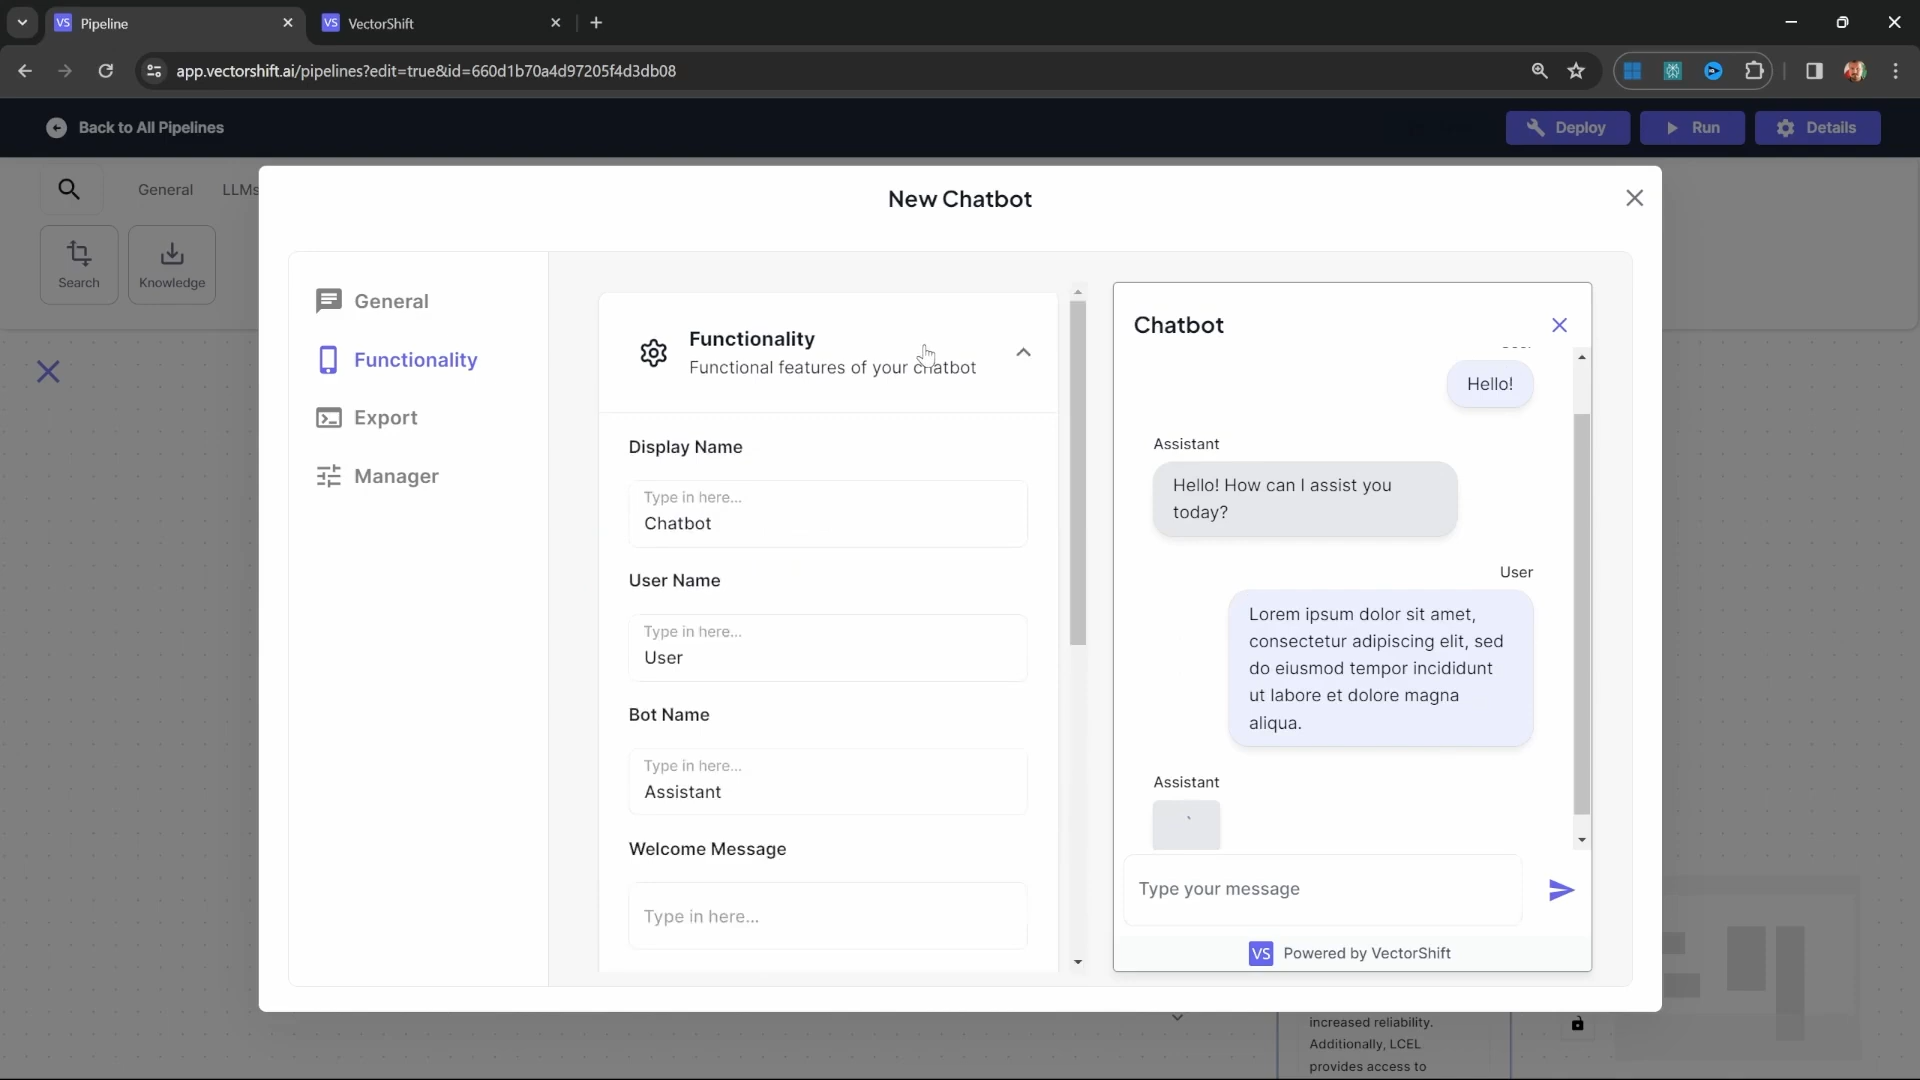 VS Pipeline
VS VectorShift
app.vectorshift.ai/pipelines?edit=true&id=660d1b70a4d97205f4d3db08
Back to All Pipelines
Deploy
Run
Details
General
LLMs
Search
Knowledge
New Chatbot
General
Functionality
Export
Manager
Functionality
Functional features of your chatbot
Display Name
Type in here...
Chatbot
User Name
Type in here...
User
Bot Name
Type in here...
Assistant
Welcome Message
Type in here...
Chatbot
User
Hello!
Assistant
Hello! How can I assist you
today?
User
Lorem ipsum dolor sit amet,
consectetur adipiscing elit, sed
do eiusmod tempor incididunt
ut labore et dolore magna
aliqua.
Assistant
Type your message
VS Powered by VectorShift
increased reliability.
Additionally, LCEL
provides access to